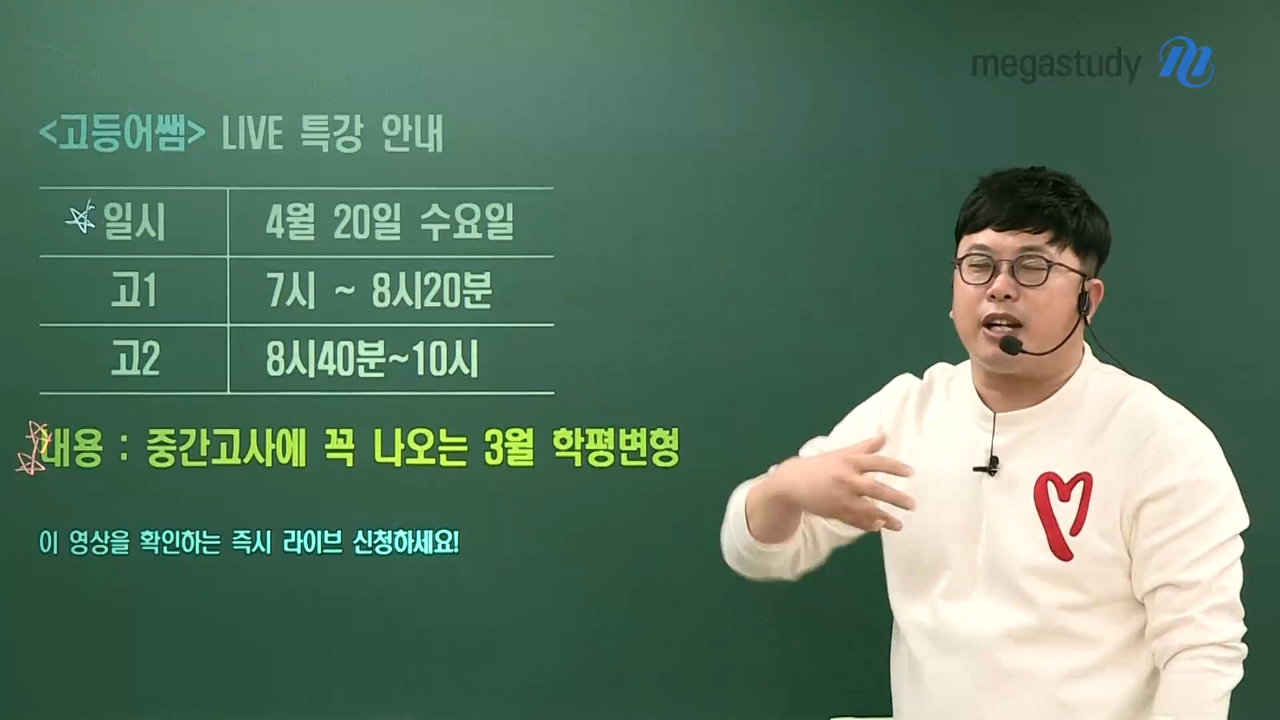 megastudy
<고등어쌤> LIVE 특강 안내
일시 4월 20일 수요일
고1 7시 ~ 8시20분
고2 8시40분~10시
내용 : 중간고사에 꼭 나오는 3월 학평변형
이 영상을 확인하는 즉시 라이브 신청하세요!